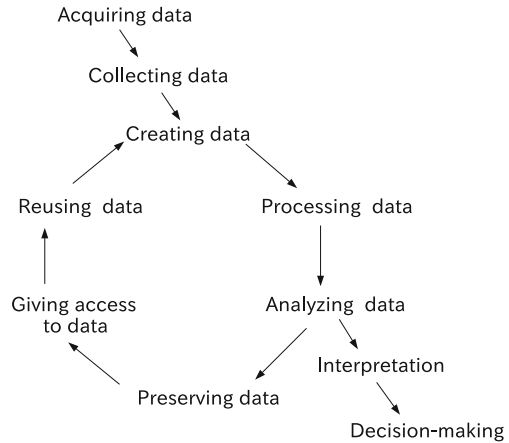 Acquiring data
Collecting data
Creating data
Reusing data
Processing data
Giving access
to data
Analyzing data
Interpretation
Preserving data
Decision-making